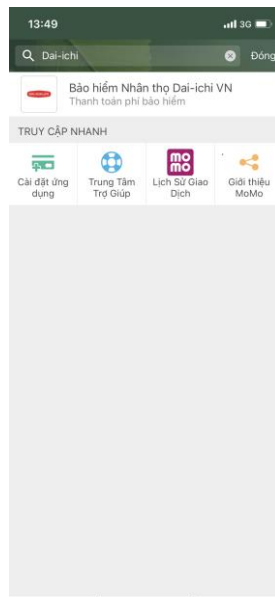 13:49
3G
Dai-ichi
Đóng
Bảo hiểm Nhân thọ Dai-ichi VN
Thanh toán phí bảo hiểm
TRUY CẬP NHANH
Cài đặt ứng
dụng
Trung Tâm
Trợ Giúp
mo
mo
Lịch Sử Giao
Dịch
Giới thiệu
MoMo